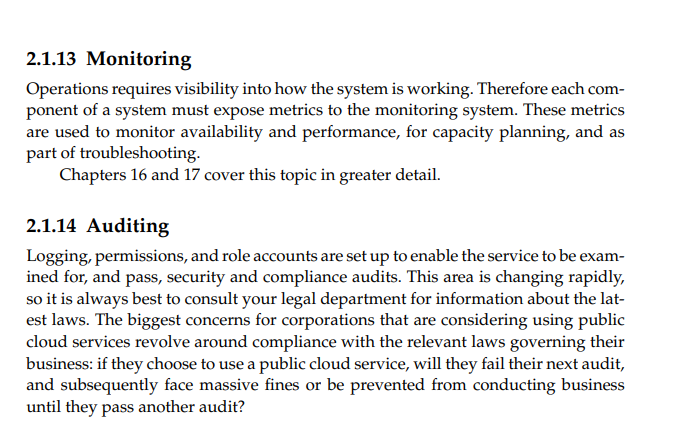 2.1.13 Monitoring
Operations requires visibility into how the system is working. Therefore each com-
ponent of a system must expose metrics to the monitoring system. These metrics
are used to monitor availability and performance, for capacity planning, and as
part of troubleshooting.
Chapters 16 and 17 cover this topic in greater detail.
2.1.14 Auditing
Logging, permissions, and role accounts are set up to enable the service to be exam-
ined for, and pass, security and compliance audits. This area is changing rapidly,
so it is always best to consult your legal department for information about the lat-
est laws. The biggest concerns for corporations that are considering using public
cloud services revolve around compliance with the relevant laws governing their
business: if they choose to use a public cloud service, will they fail their next audit,
and subsequently face massive fines or be prevented from conducting business
until they pass another audit?